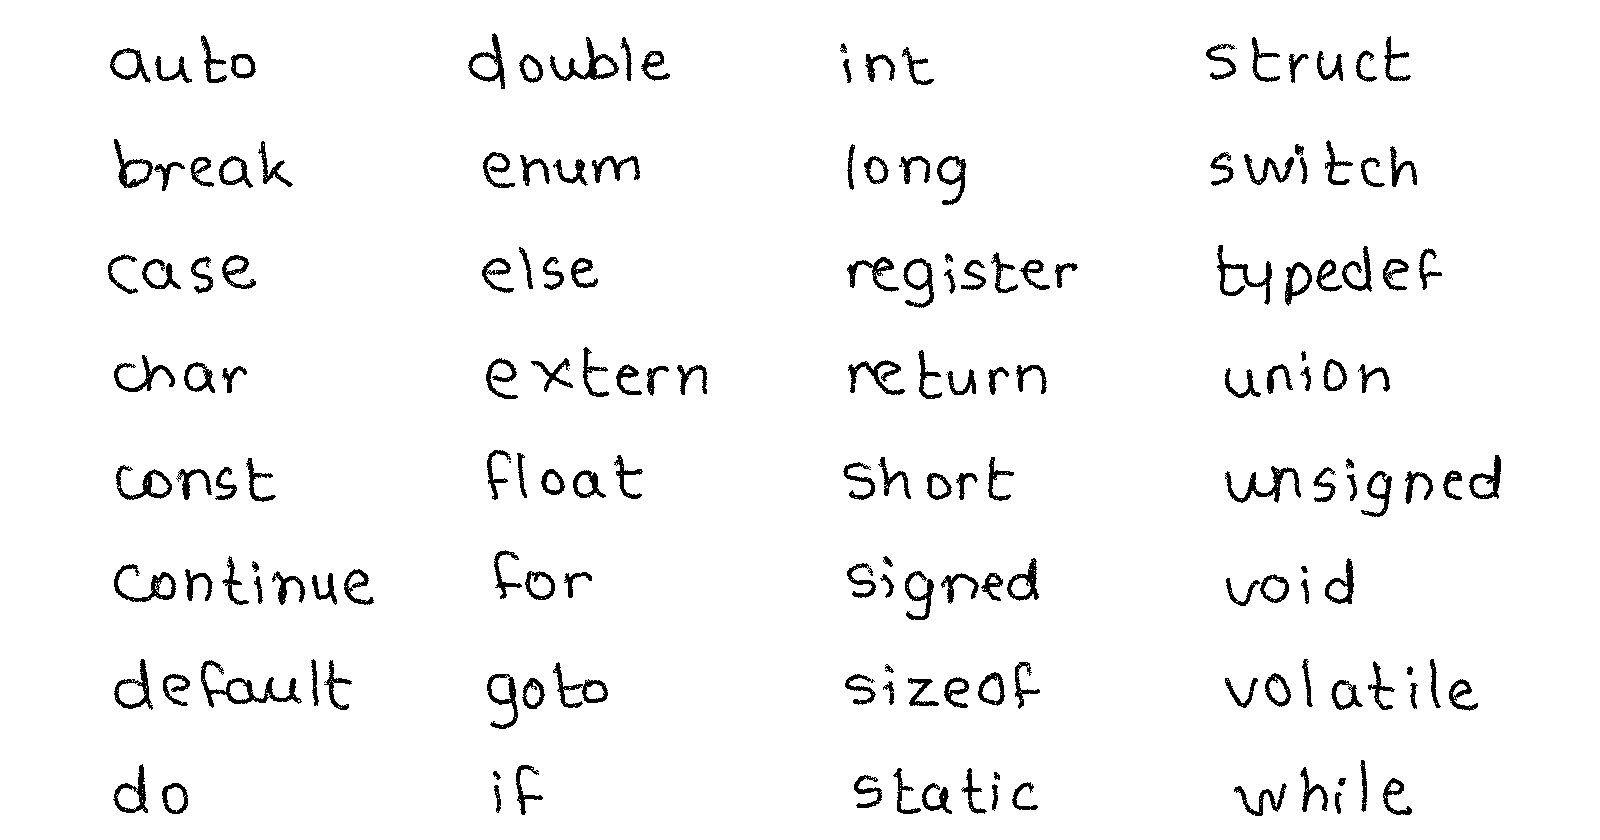 auto double int struct
break enum long switch
case else register typedef
char extern return union
const float short unsigned
continue for signed void
default goto sizeof volatile
do if static while